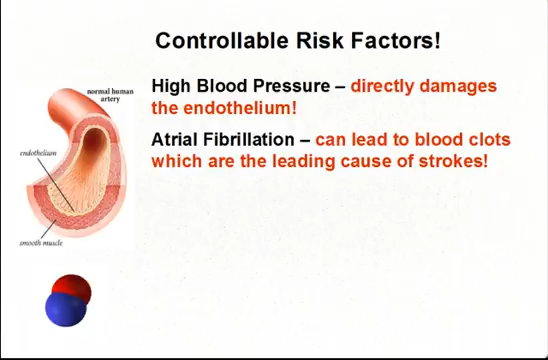 Controllable Risk Factors!
normal human
artery
High Blood Pressure – directly damages
the endothelium!
Atrial Fibrillation – can lead to blood clots
which are the leading cause of strokes!
endothelium
smooth muscle